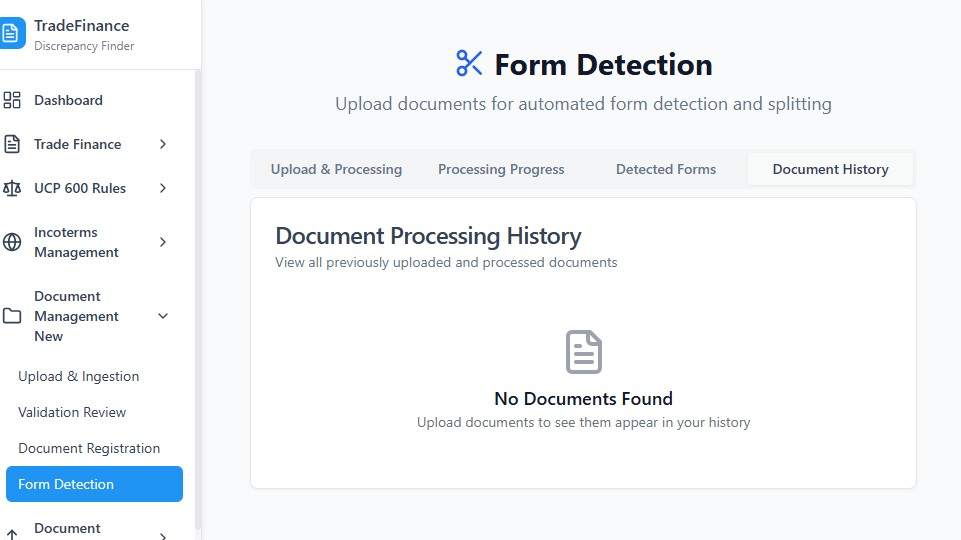 TradeFinance
Discrepancy Finder
Dashboard
Trade Finance
UCP 600 Rules
Incoterms
Management
Document
Management
New
Upload & Ingestion
Validation Review
Document Registration
Form Detection
Document
Form Detection
Upload documents for automated form detection and splitting
Upload & Processing
Processing Progress
Detected Forms
Document History
Document Processing History
View all previously uploaded and processed documents
No Documents Found
Upload documents to see them appear in your history